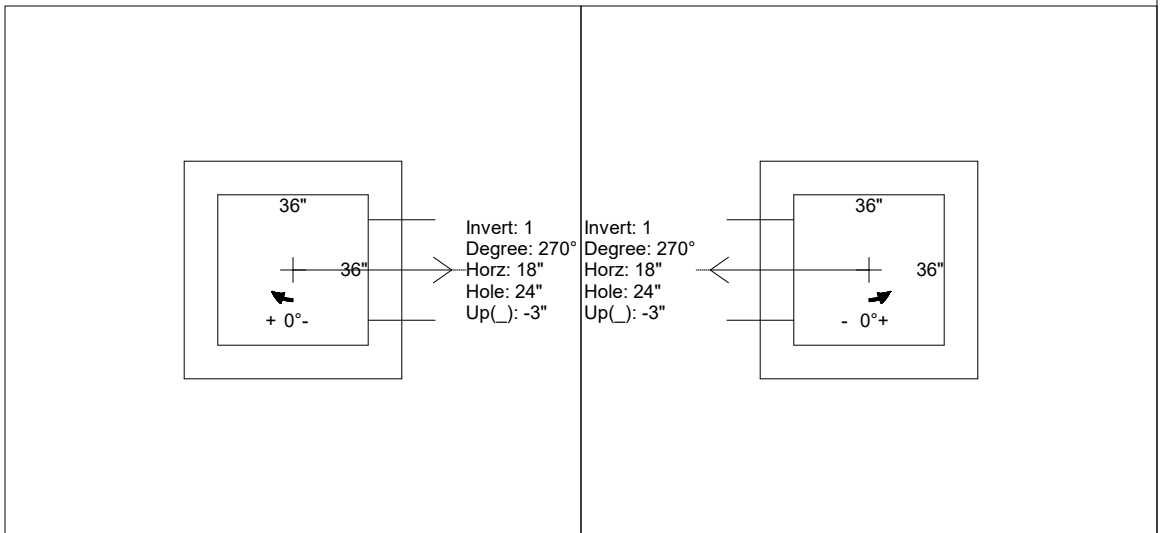 36"
36"
+ 0°-
Invert: 1
Degree: 270°
Horz: 18"
Hole: 24"
Up(_): -3"
Invert: 1
Degree: 270°
Horz: 18"
Hole: 24"
Up(_): -3"
36"
36"
- 0°+